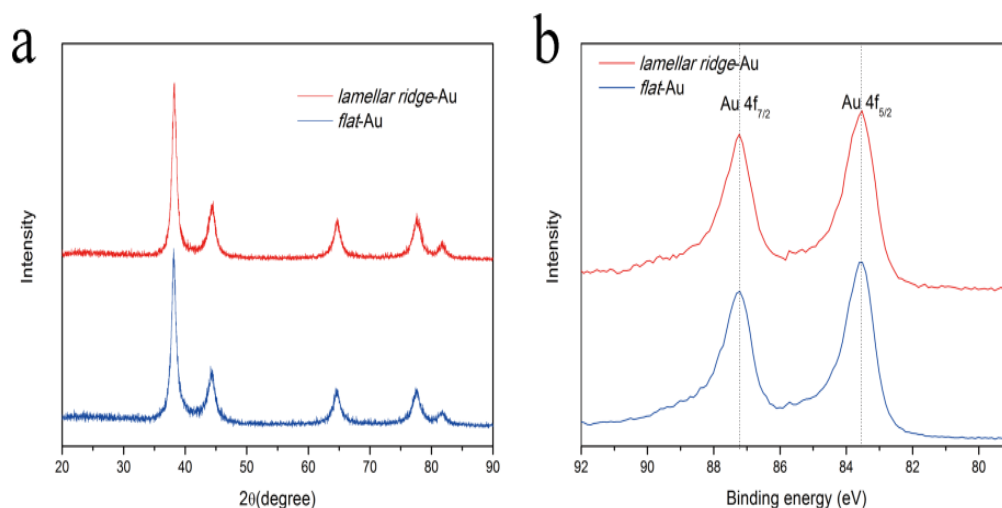 a
lamellar ridge-Au
flat-Au
Intensity
20 30 40 50 60 70 80 90
2θ(degree)
b
lamellar ridge-Au
flat-Au
Au 4f7/2
Au 4f5/2
Intensity
92 90 88 86 84 82 80
Binding energy (eV)